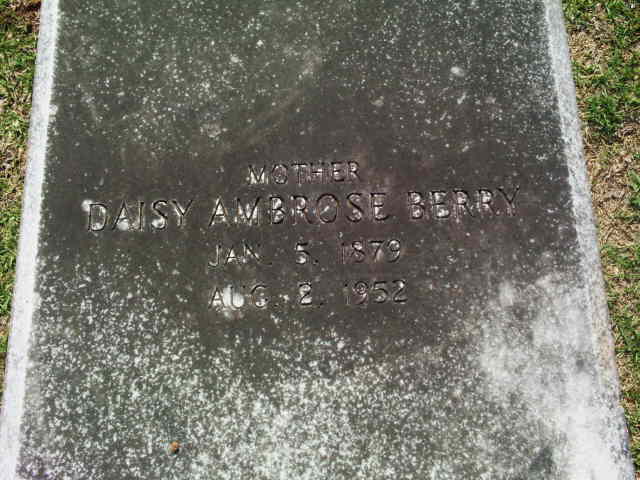 MOTHER
DAISY AMBROSE BERRY
JAN. 5, 1879
AUG. 2, 1952